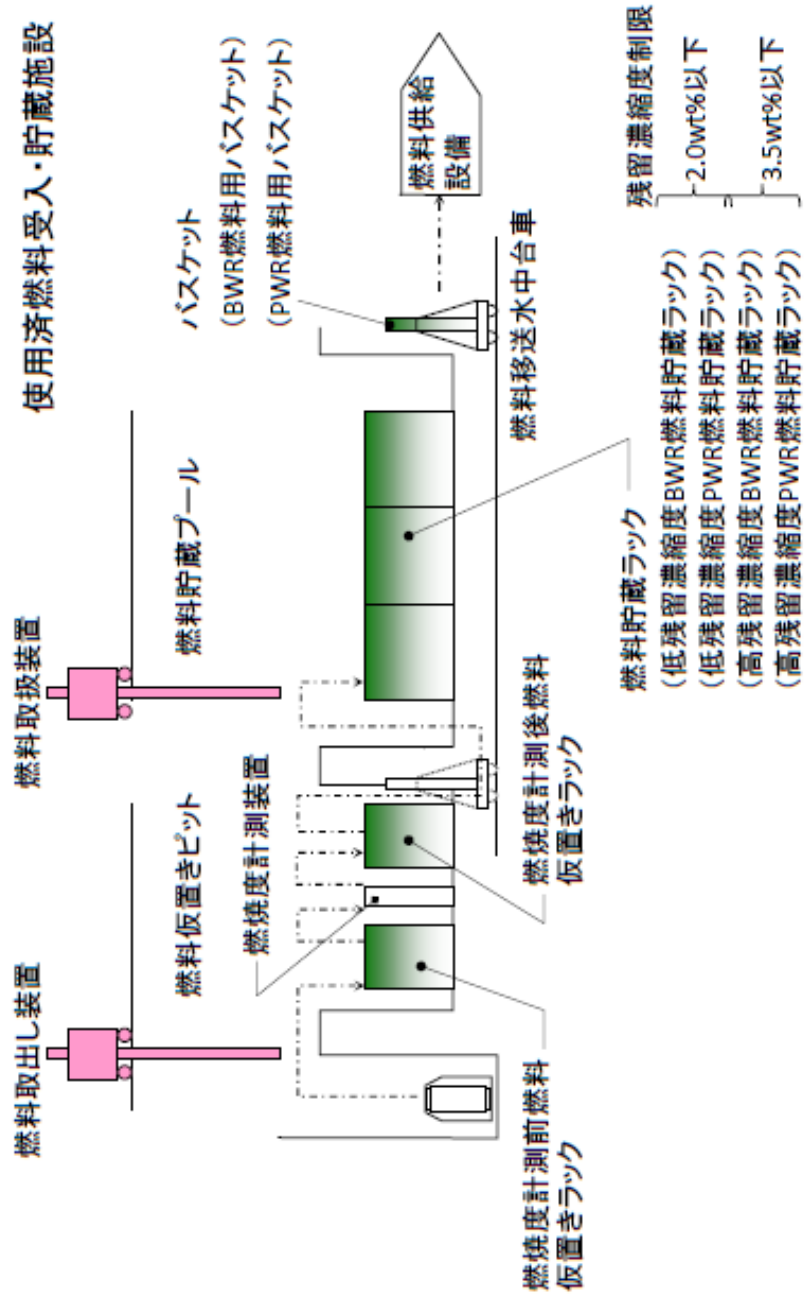 使用済燃料受入・貯蔵施設
燃料取出し装置
燃料取扱装置
燃料仮置きピット
燃料貯蔵プール
バスケット
(BWR燃料用バスケット)
(PWR燃料用バスケット)
燃焼度計測装置
燃料供給
設備
燃焼度計測前燃料
仮置きラック
燃焼度計測後燃料
仮置きラック
燃料移送水中台車
燃料貯蔵ラック
残留濃縮度制限
(低残留濃縮度BWR燃料貯蔵ラック)
(低残留濃縮度PWR燃料貯蔵ラック)
2.0wt%以下
(高残留濃縮度BWR燃料貯蔵ラック)
(高残留濃縮度PWR燃料貯蔵ラック)
3.5wt%以下